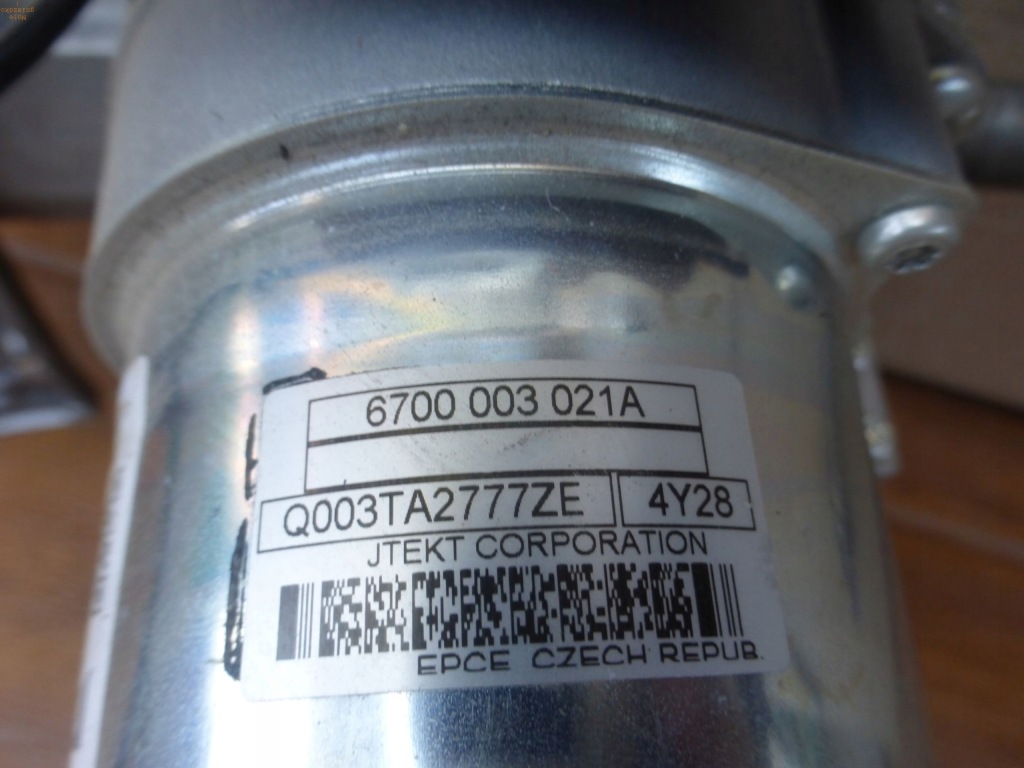 6700 003 021A
Q003TA2777ZE 4Y28
JTEKT CORPORATION
EPCE CZECH REPUB.